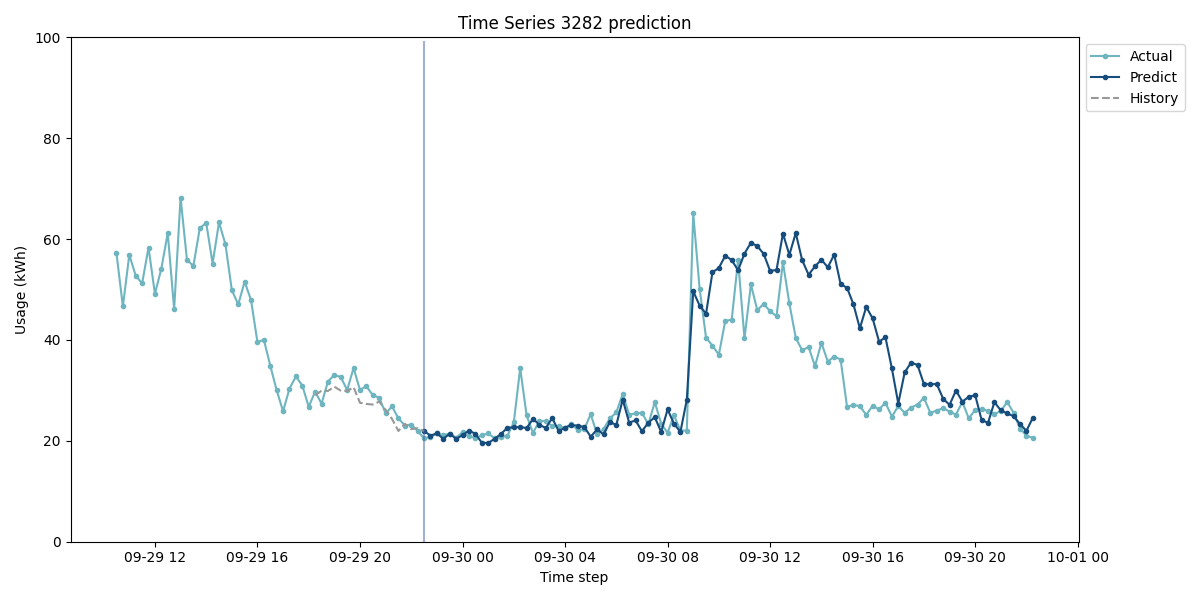 Time Series 3282 prediction
100
80
60
40
20
0
Usage (kWh)
09-29 12
09-29 16
09-29 20
09-30 00
09-30 04
09-30 08
09-30 12
09-30 16
09-30 20
10-01 00
Time step
Actual
Predict
History